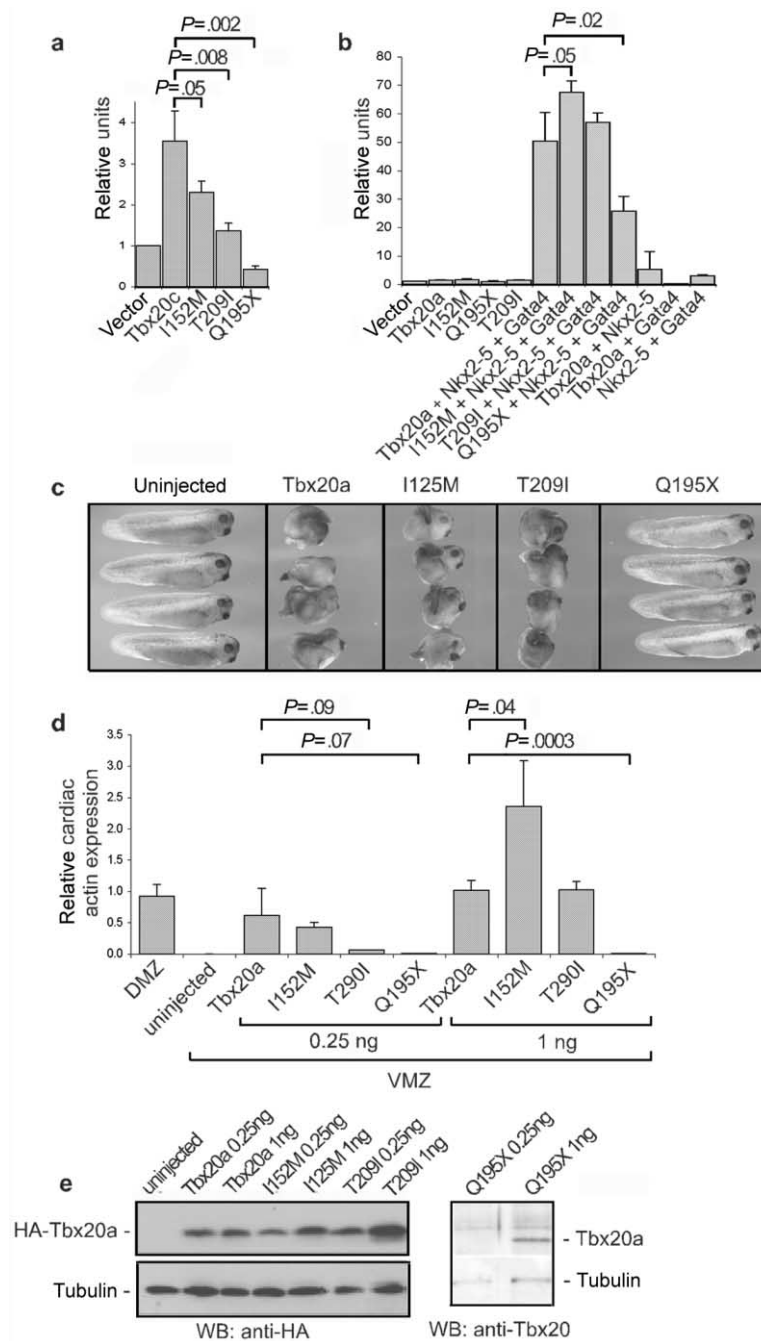 a
P=.002
P=.008
P=.05
Relative units
4
3
2
1
0
Vector
Tbx20c
I152M
T209I
Q195X
b
P=.02
P=.05
Relative units
80
70
60
50
40
30
20
10
0
Vector
Tbx20a
I152M
Q195X
T209I
Tbx20a + Nkx2-5 + Gata4
I152M + Nkx2-5 + Gata4
T209I + Nkx2-5 + Gata4
Q195X + Nkx2-5 + Gata4
Tbx20a + Nkx2-5
Tbx20a + Gata4
Nkx2-5 + Gata4
c
Uninjected
Tbx20a
I125M
T209I
Q195X
d
P=.09
P=.07
P=.04
P=.0003
Relative cardiac
actin expression
3.5
3.0
2.5
2.0
1.5
1.0
0.5
0.0
DMZ
uninjected
Tbx20a
I152M
T290I
Q195X
Tbx20a
I152M
T290I
Q195X
0.25 ng
1 ng
VMZ
e
uninjected
Tbx20a 0.25ng
Tbx20a 1ng
I152M 0.25ng
I125M 1ng
T209I 0.25ng
T209I 1ng
Q195X 0.25ng
Q195X 1ng
HA-Tbx20a -
Tubulin -
- Tbx20a
- Tubulin
WB: anti-HA
WB: anti-Tbx20